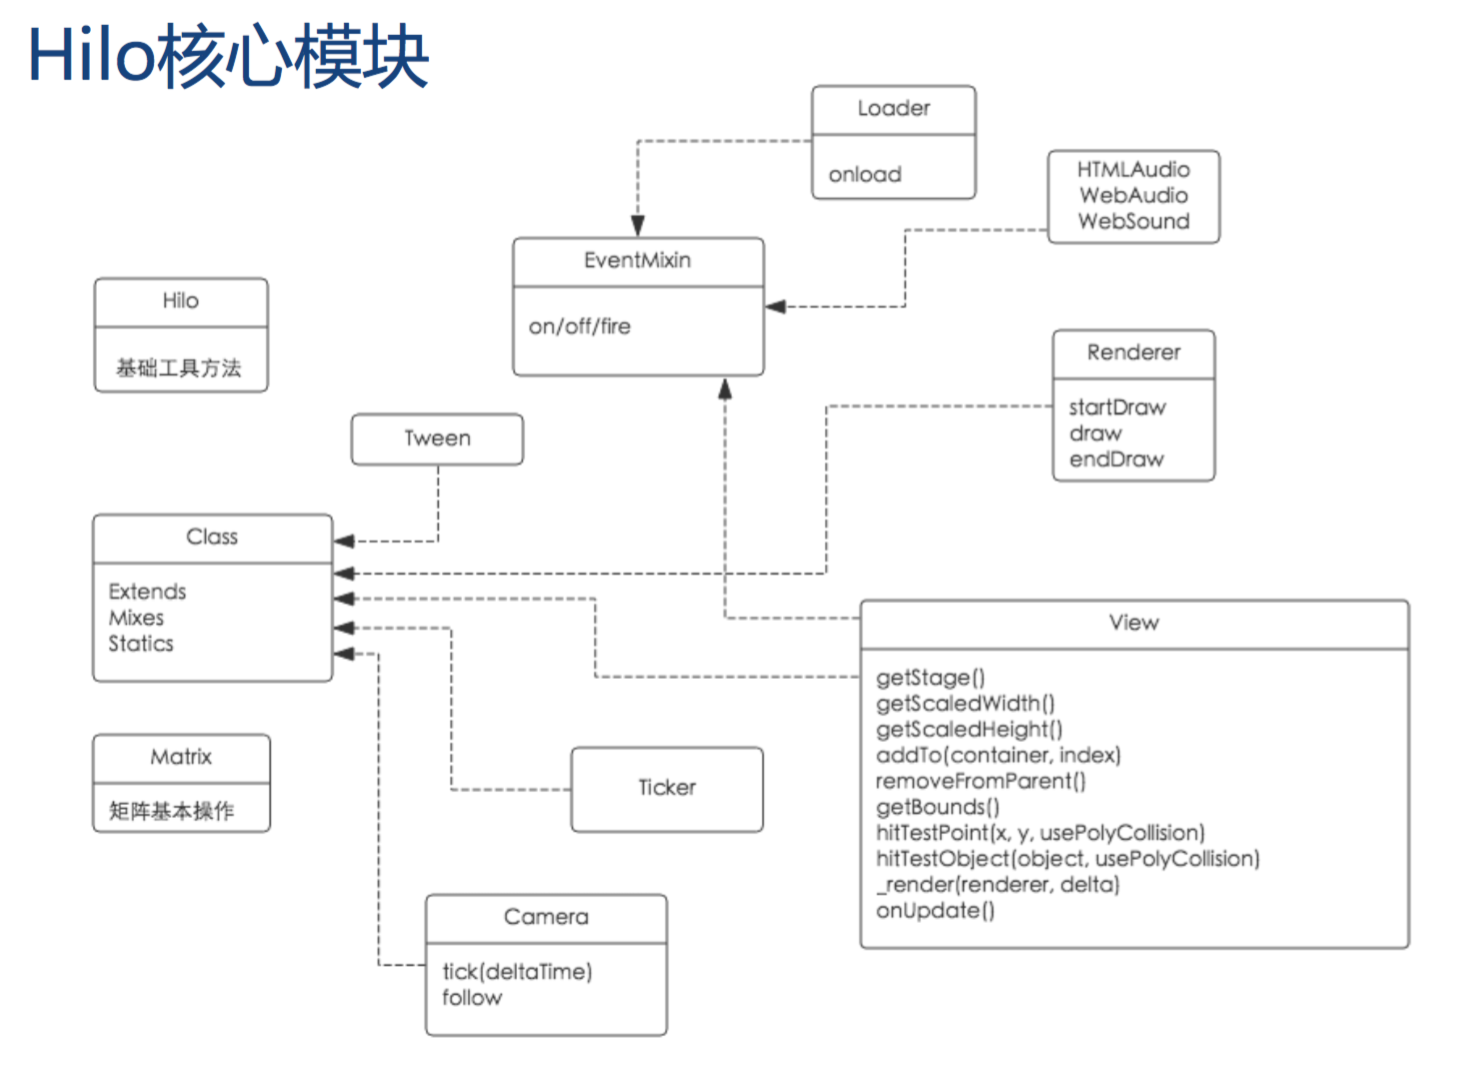 Hilo核心模块
Loader
onload
HTMLAudio
WebAudio
WebSound
EventMixin
on/off/fire
Hilo
基础工具方法
Renderer
startDraw
draw
endDraw
Tween
Class
Extends
Mixes
Statics
View
getStage()
getScaledWidth()
getScaledHeight()
addTo(container, index)
removeFromParent()
getBounds()
hitTestPoint(x, y, usePolyCollision)
hitTestObject(object, usePolyCollision)
_render(renderer, delta)
onUpdate()
Matrix
矩阵基本操作
Ticker
Camera
tick(deltaTime)
follow